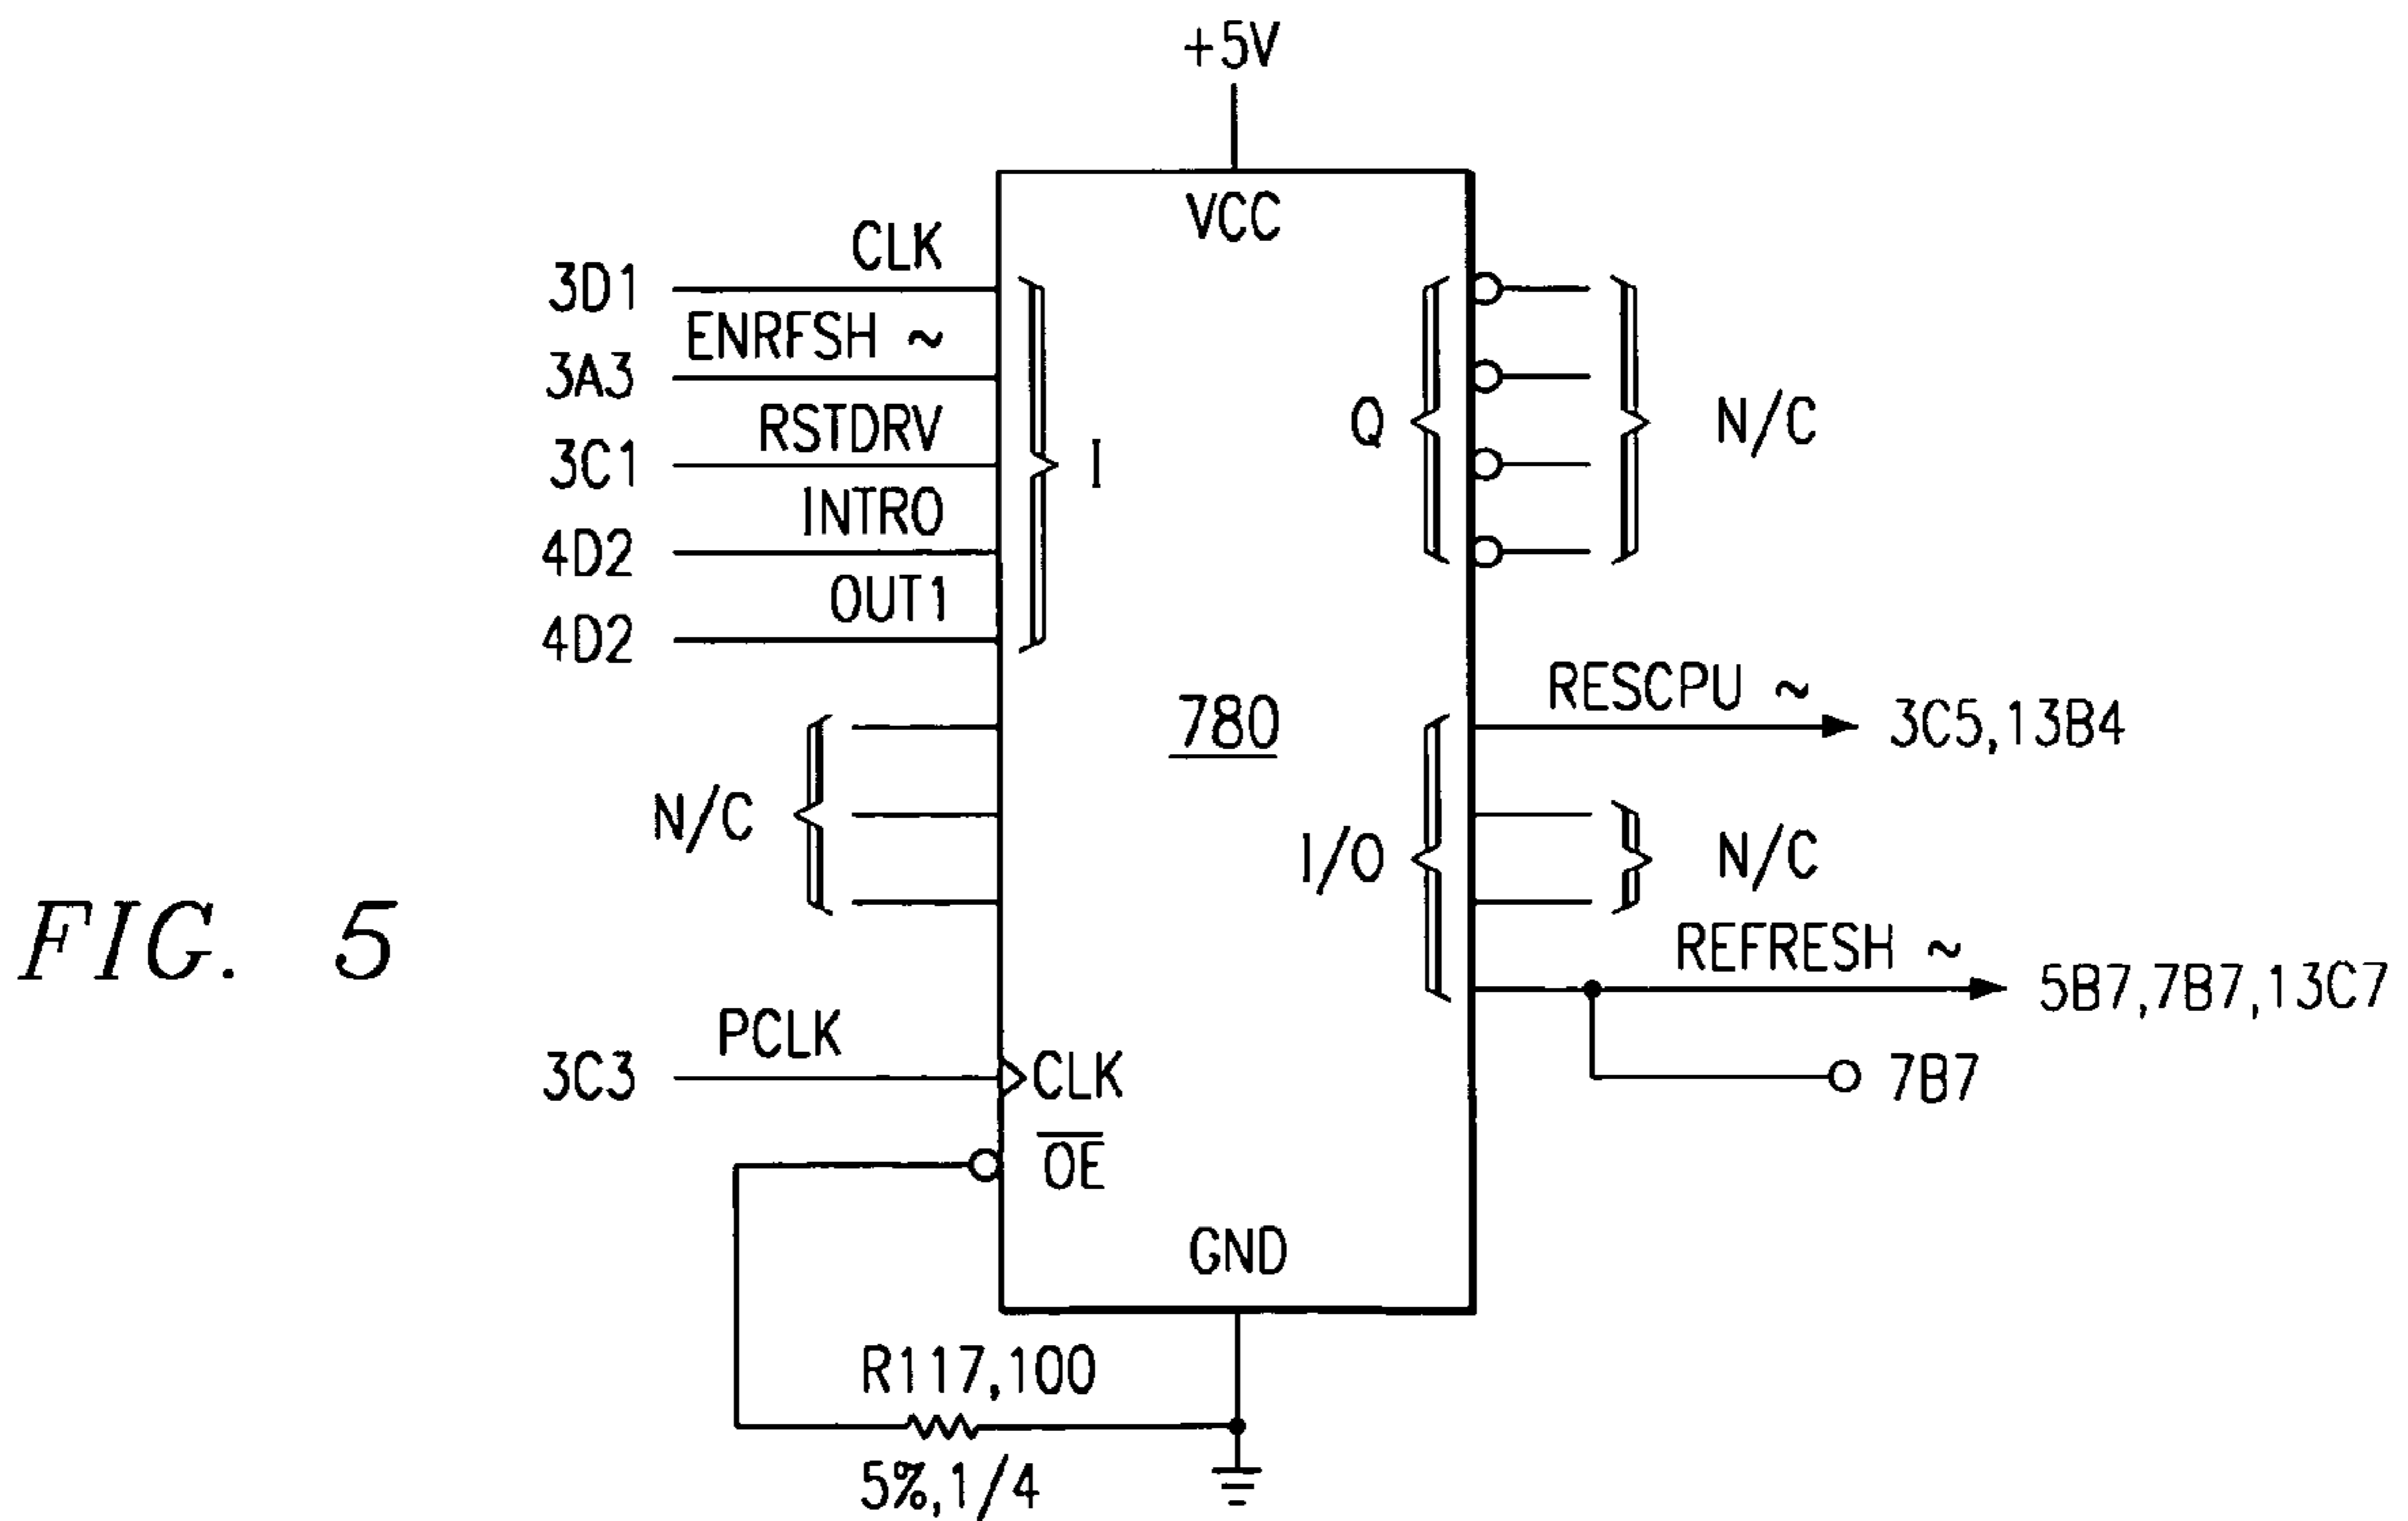 +5V
VCC
CLK
3D1
ENRFSH ~
3A3
RSTDRV
3C1
I
Q
N/C
INTRO
4D2
OUT1
4D2
780
RESCPU ~
3C5,13B4
N/C
I/O
N/C
REFRESH ~
5B7,7B7,13C7
FIG. 5
PCLK
3C3
CLK
7B7
OE
GND
R117,100
5%,1/4